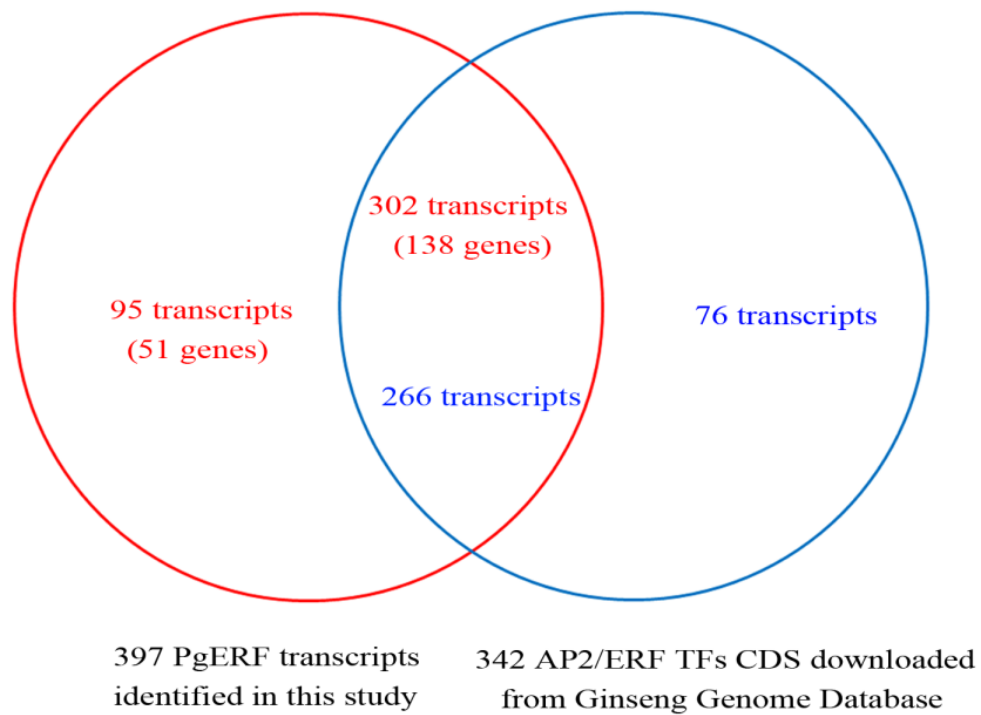 302 transcripts
(138 genes)
95 transcripts
(51 genes)
76 transcripts
266 transcripts
397 PgERF transcripts
identified in this study
342 AP2/ERF TFs CDS downloaded
from Ginseng Genome Database